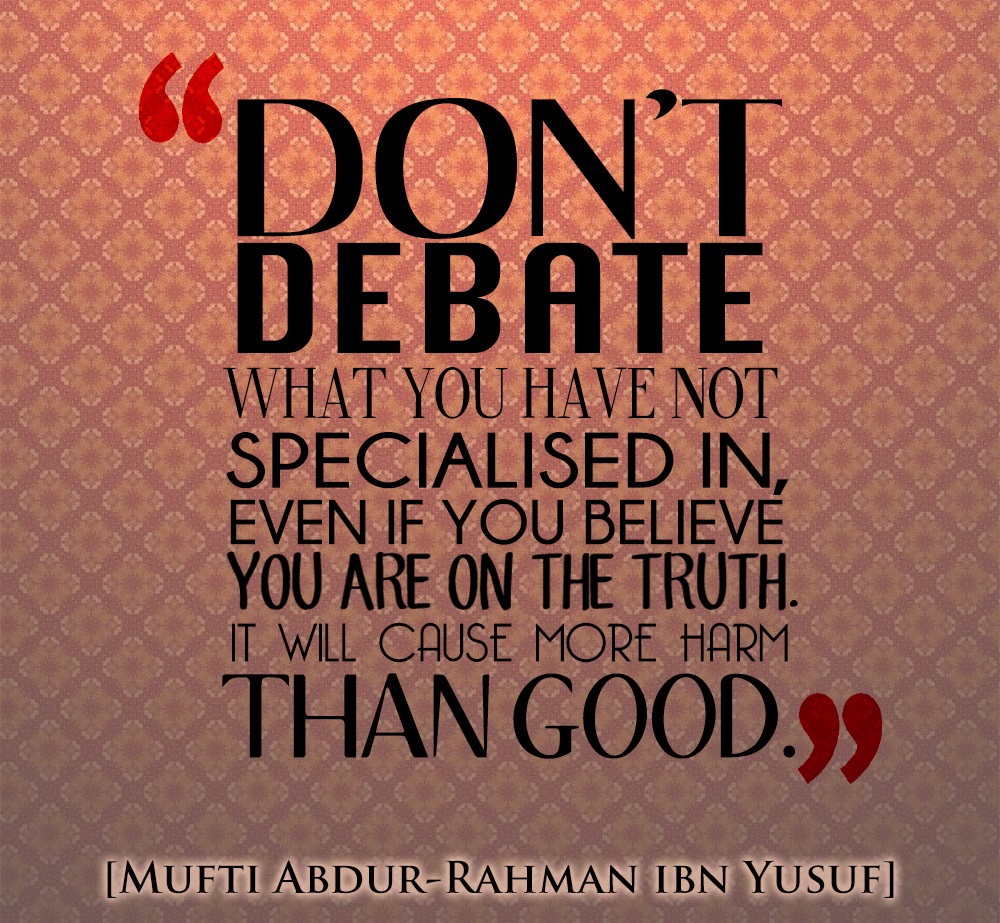 “DON’T
DEBATE
WHAT YOU HAVE NOT
SPECIALISED IN,
EVEN IF YOU BELIEVE
YOU ARE ON THE TRUTH.
IT WILL CAUSE MORE HARM
THAN GOOD.”
[MUFTI ABDUR-RAHMAN IBN YUSUF]